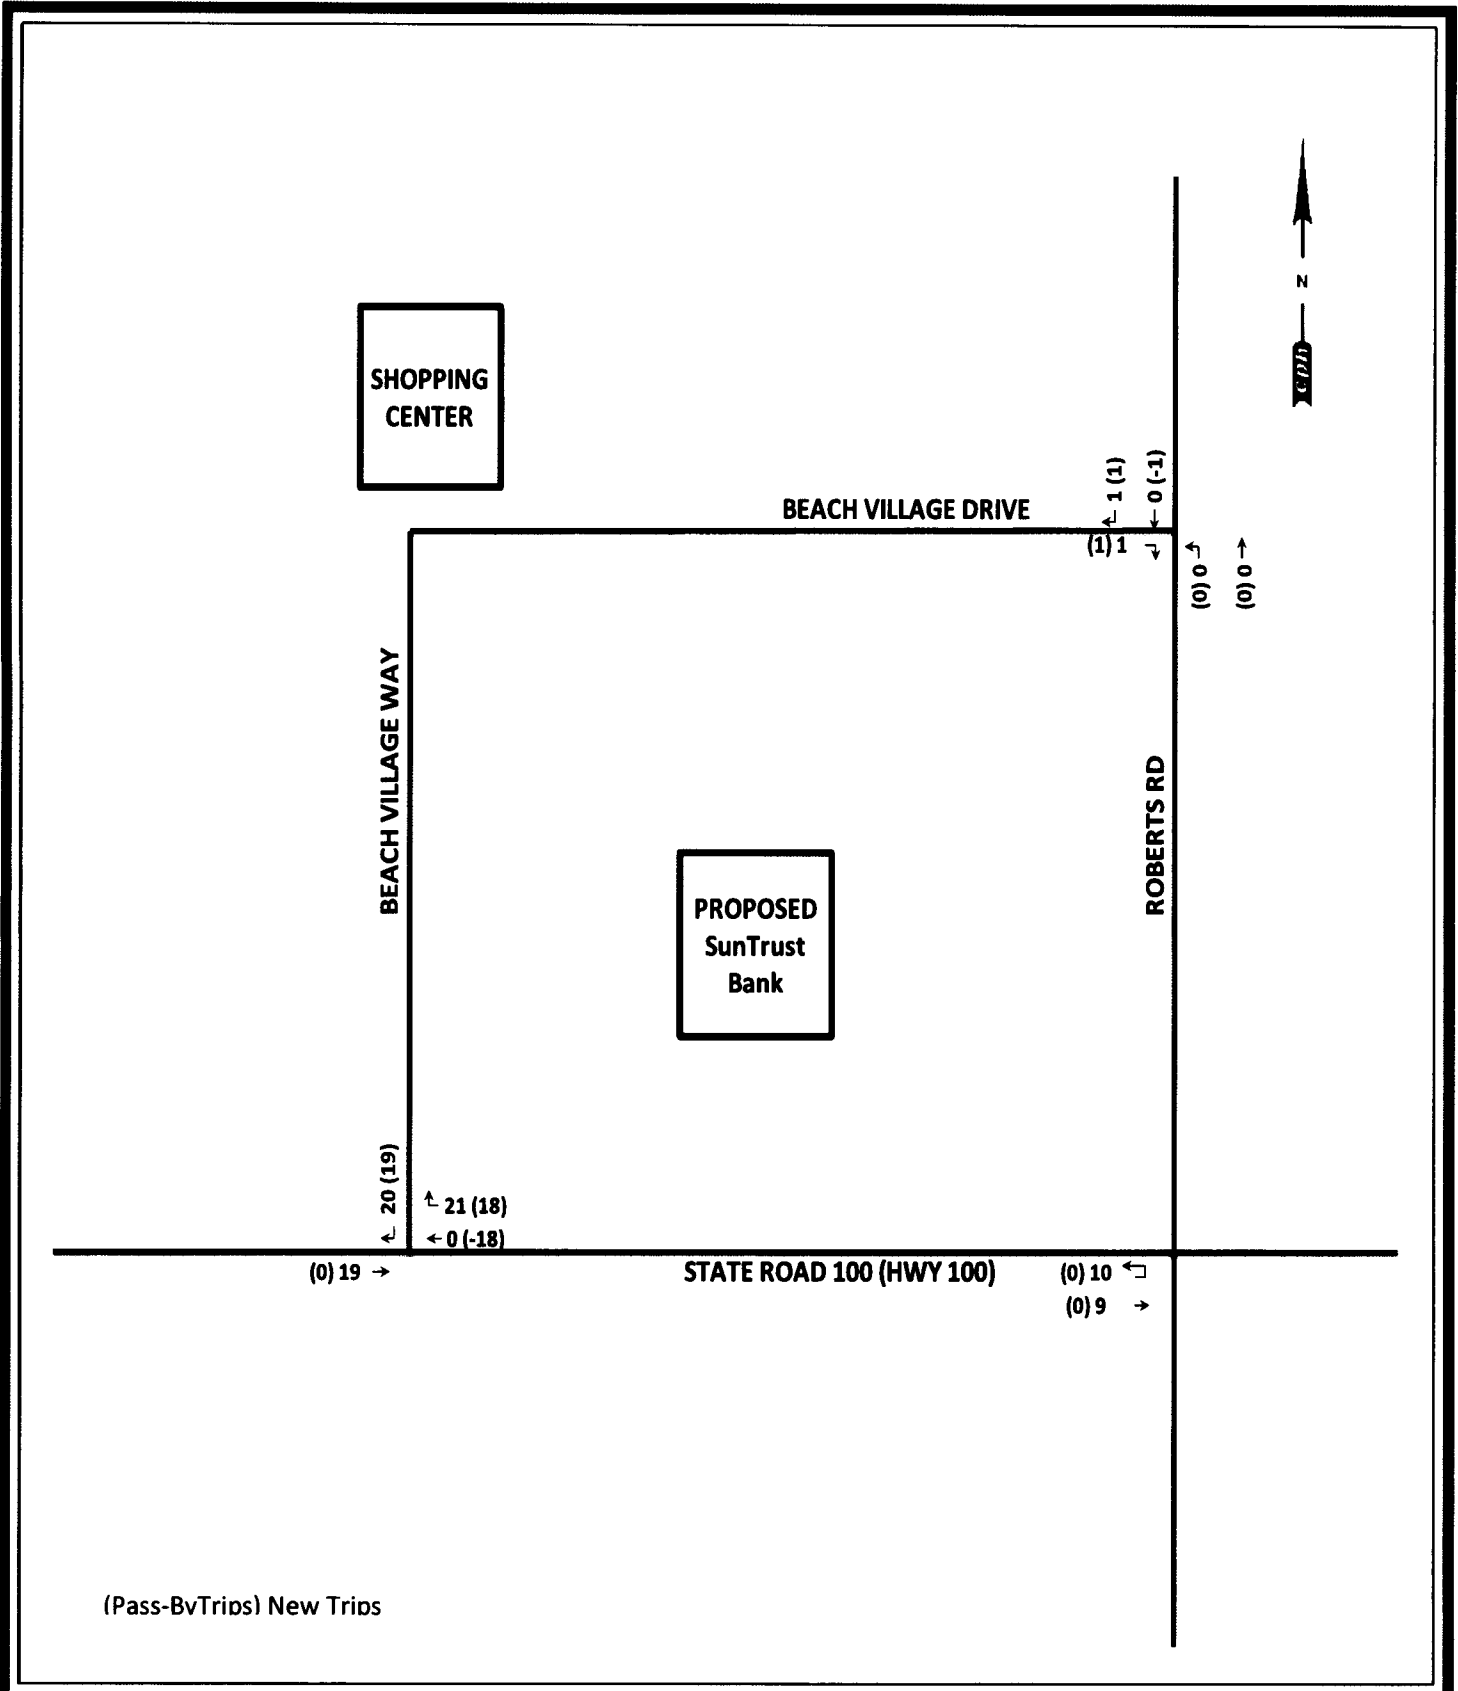 N
cph
SHOPPING
CENTER
1 (1)
0 (-1)
BEACH VILLAGE DRIVE
(1) 1
(0) 0
(0) 0
BEACH VILLAGE WAY
ROBERTS RD
PROPOSED
SunTrust
Bank
20 (19)
21 (18)
0 (-18)
(0) 19
STATE ROAD 100 (HWY 100)
(0) 10
(0) 9
(Pass-ByTrips) New Trips